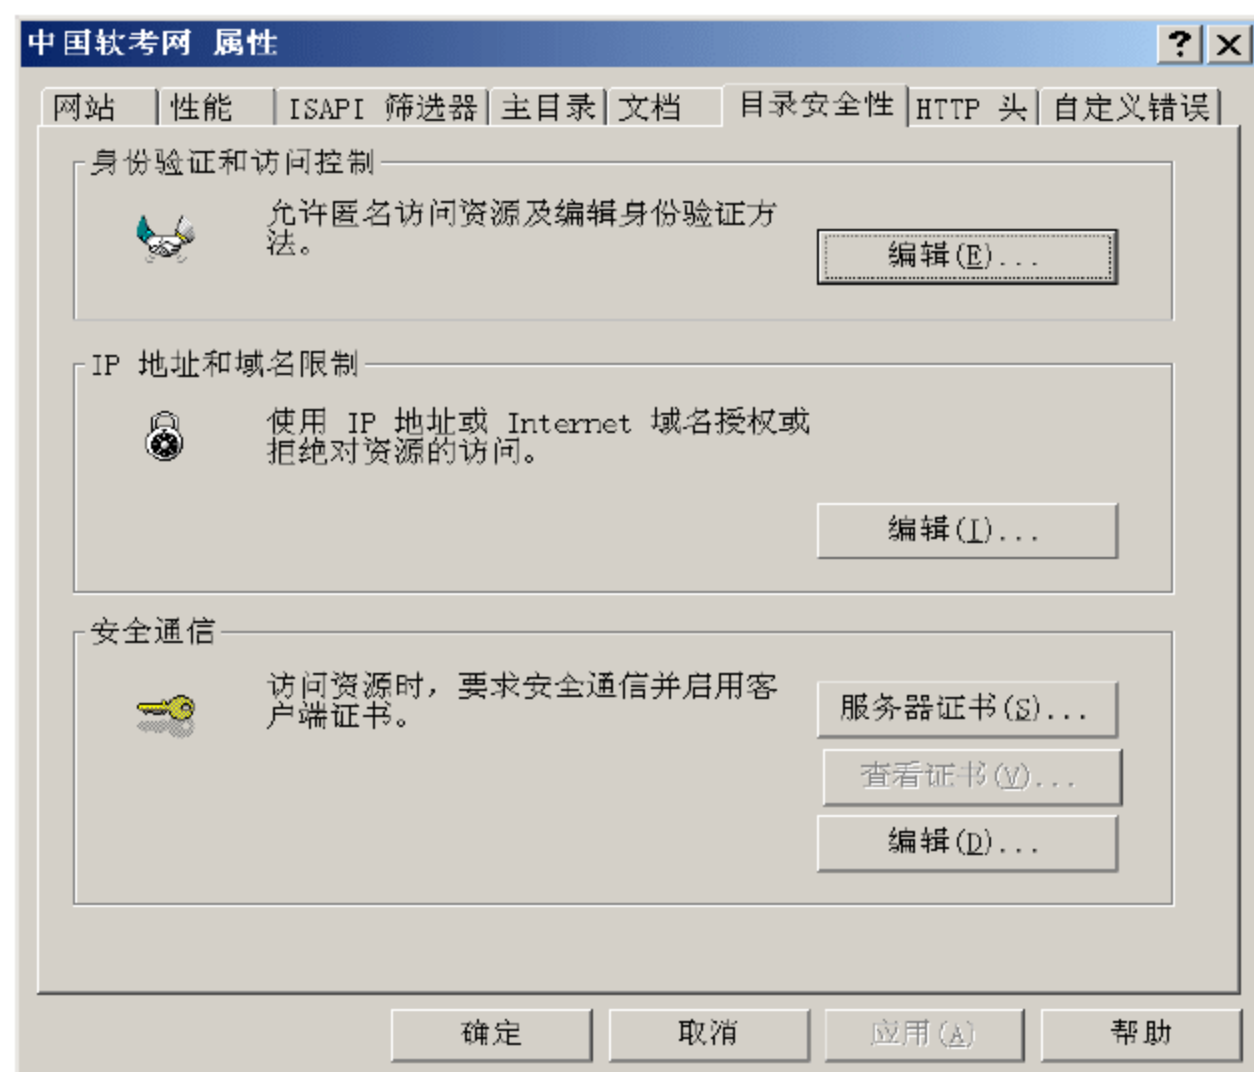 中国软考网 属性
网站 性能 ISAPI 筛选器 主目录 文档 目录安全性 HTTP 头 自定义错误
身份验证和访问控制
允许匿名访问资源及编辑身份验证方
法。
编辑(E)...
IP 地址和域名限制
使用 IP 地址或 Internet 域名授权或
拒绝对资源的访问。
编辑(I)...
安全通信
访问资源时，要求安全通信并启用客
户端证书。
服务器证书(S)...
查看证书(V)...
编辑(D)...
确定 取消 应用(A) 帮助